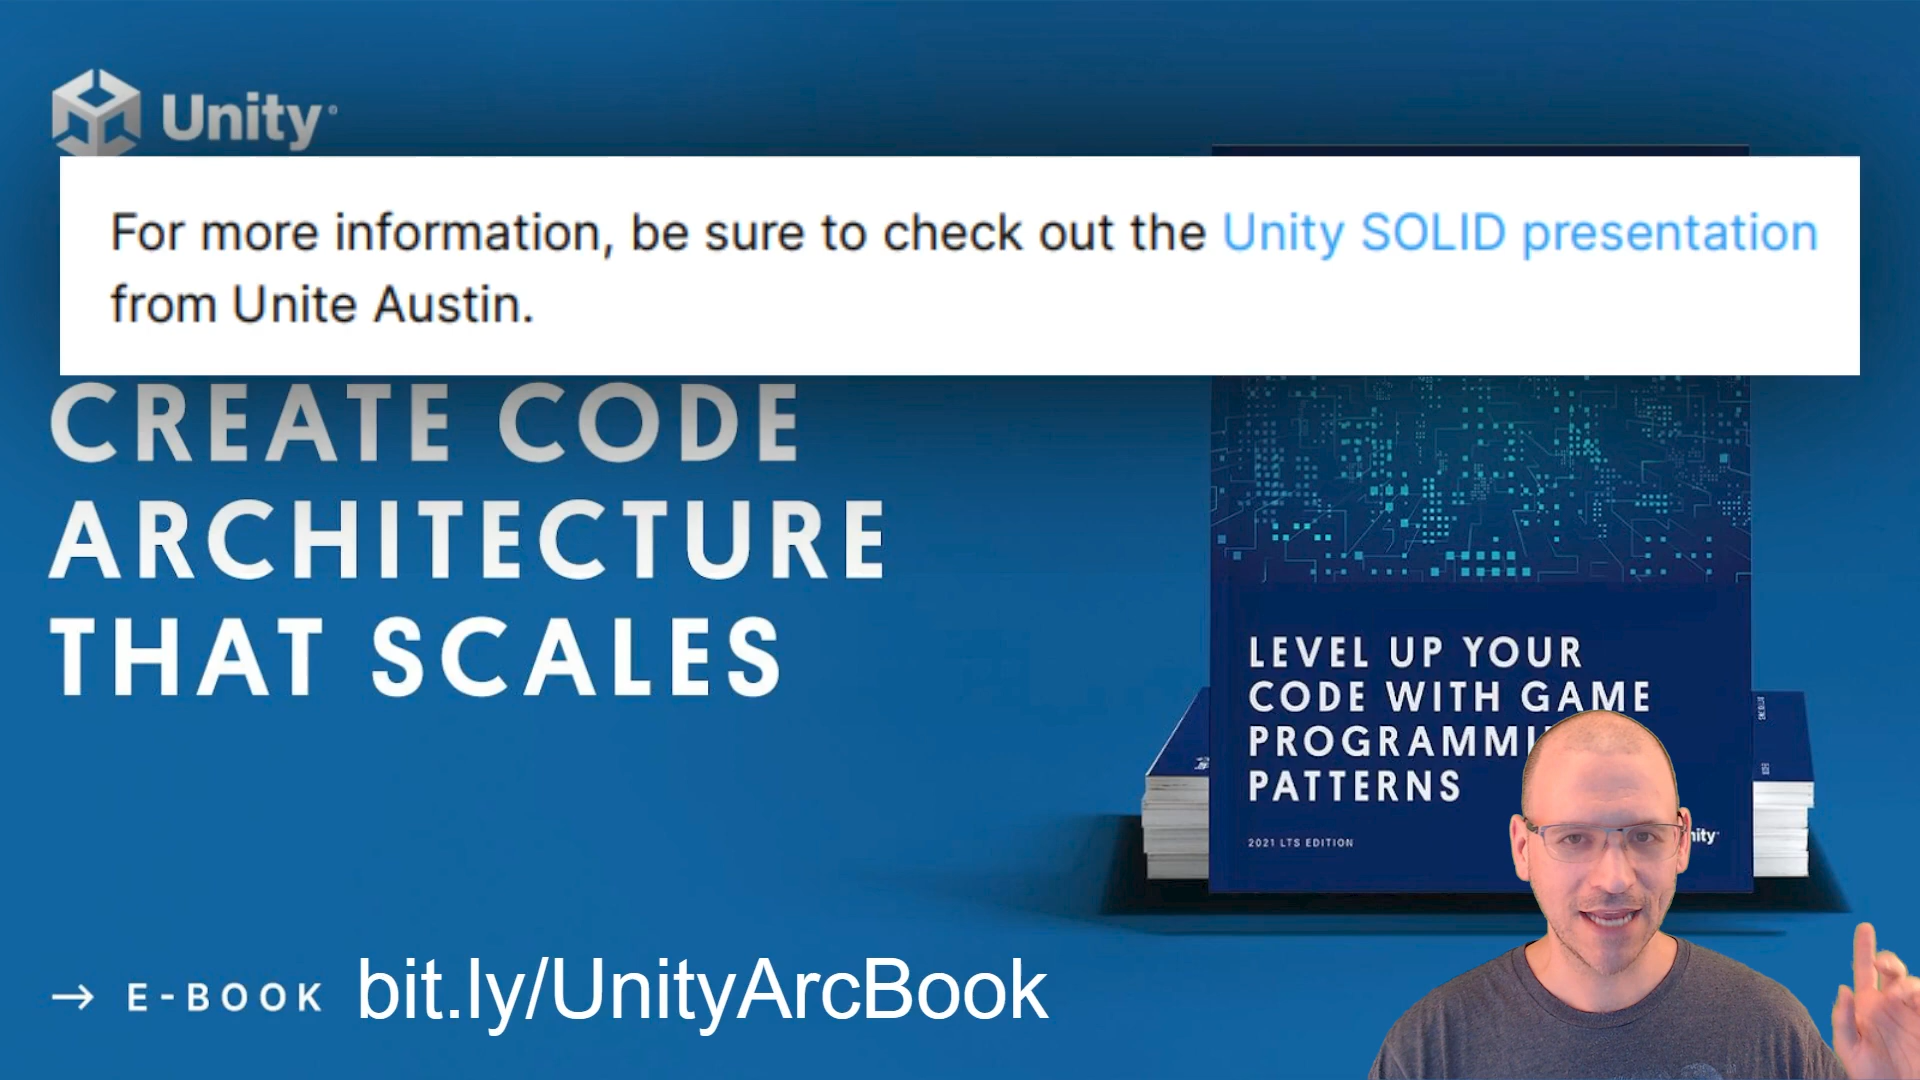 Unity
For more information, be sure to check out the Unity SOLID presentation
from Unite Austin.
CREATE CODE
ARCHITECTURE
THAT SCALES
LEVEL UP YOUR
CODE WITH GAME
PATTERNS
2021 LTS EDITION
→ E-BOOK bit.ly/UnityArcBook